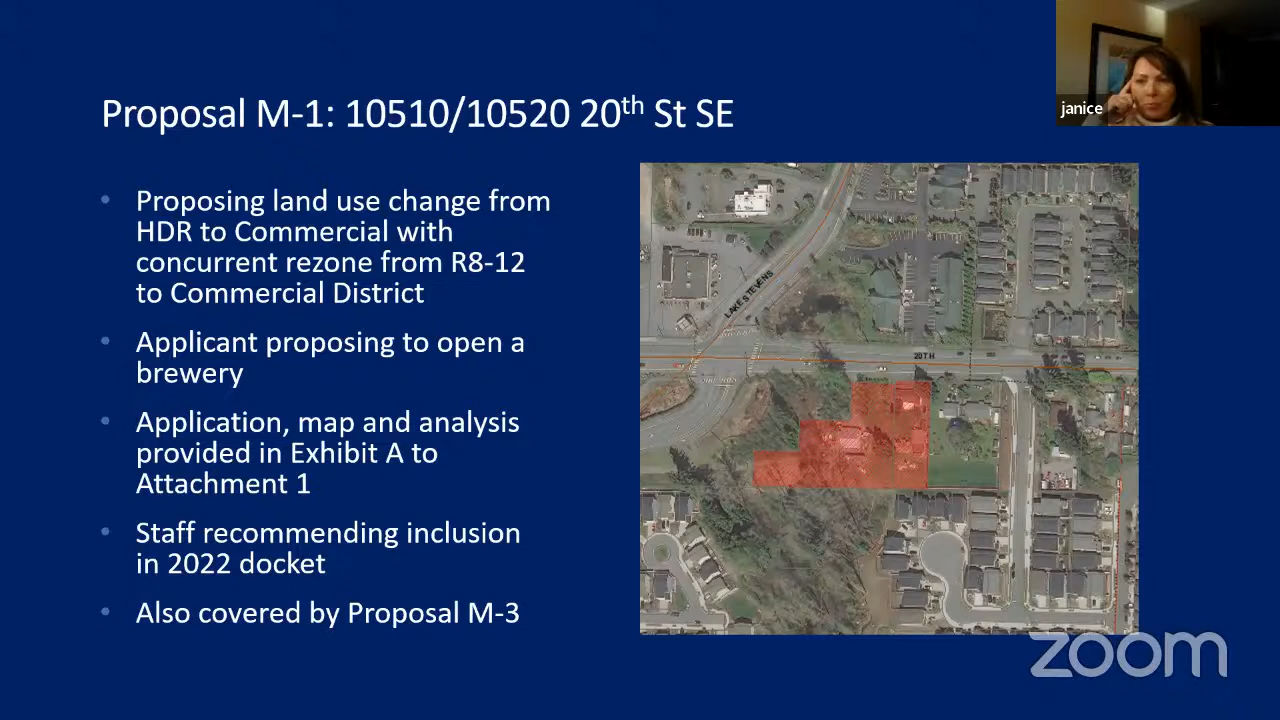 janice
Proposal M-1: 10510/10520 20th St SE
• Proposing land use change from
HDR to Commercial with
concurrent rezone from R8-12
to Commercial District
• Applicant proposing to open a
brewery
• Application, map and analysis
provided in Exhibit A to
Attachment 1
• Staff recommending inclusion
in 2022 docket
• Also covered by Proposal M-3
LAKE STEVENS
20TH
zoom